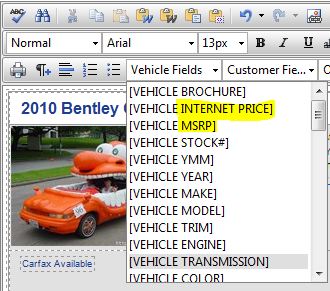 ABC
Normal Arial 13px B I U
Vehicle Fields Customer Fie...
2010 Bentley
[VEHICLE BROCHURE]
[VEHICLE INTERNET PRICE]
[VEHICLE MSRP]
[VEHICLE STOCK#]
[VEHICLE YMM]
[VEHICLE YEAR]
[VEHICLE MAKE]
[VEHICLE MODEL]
[VEHICLE TRIM]
[VEHICLE ENGINE]
[VEHICLE TRANSMISSION]
[VEHICLE COLOR]
Carfax Available